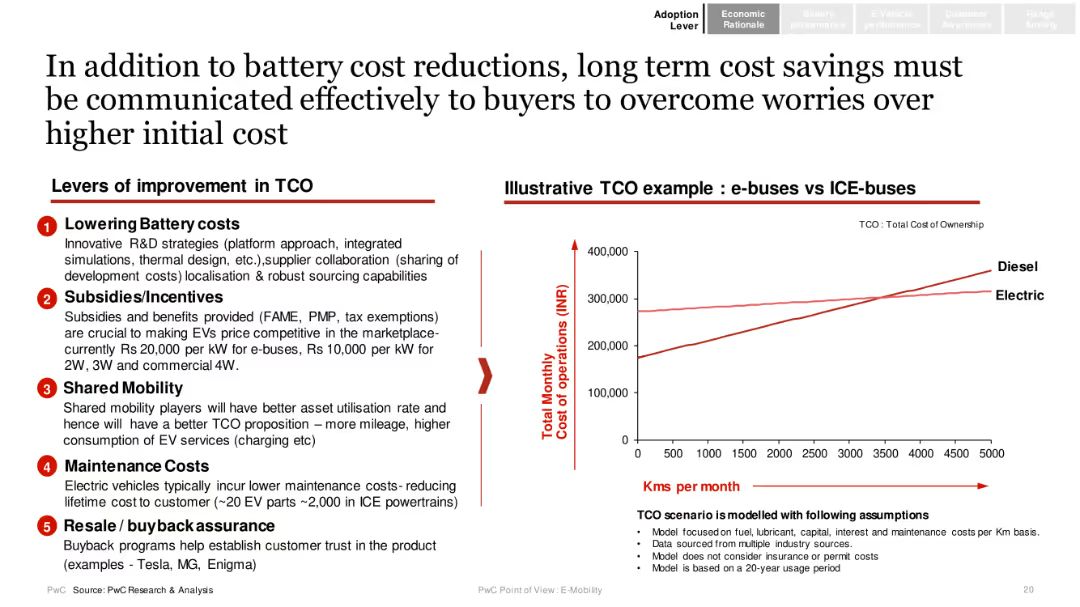 Adoption
Lever
Economic
Rationale
Battery
performance
E Vehicle
performance
Customer
Awareness
Range
Anxiety
In addition to battery cost reductions, long term cost savings must
be communicated effectively to buyers to overcome worries over
higher initial cost
Levers of improvement in TCO
1 Lowering Battery costs
Innovative R&D strategies (platform approach, integrated
simulations, thermal design, etc.),supplier collaboration (sharing of
development costs) localisation & robust sourcing capabilities
2 Subsidies/Incentives
Subsidies and benefits provided (FAME, PMP, tax exemptions)
are crucial to making EVs price competitive in the marketplace-
currently Rs 20,000 per kW for e-buses, Rs 10,000 per kW for
2W, 3W and commercial 4W.
3 Shared Mobility
Shared mobility players will have better asset utilisation rate and
hence will have a better TCO proposition – more mileage, higher
consumption of EV services (charging etc)
4 Maintenance Costs
Electric vehicles typically incur lower maintenance costs- reducing
lifetime cost to customer (~20 EV parts ~2,000 in ICE powertrains)
5 Resale / buyback assurance
Buyback programs help establish customer trust in the product
(examples - Tesla, MG, Enigma)
Illustrative TCO example : e-buses vs ICE-buses
TCO : Total Cost of Ownership
Total Monthly
Cost of operations (INR)
400,000
300,000
200,000
100,000
0
Diesel
Electric
0 500 1000 1500 2000 2500 3000 3500 4000 4500 5000
Kms per month
TCO scenario is modelled with following assumptions
• Model focused on fuel, lubricant, capital, interest and maintenance costs per Km basis.
• Data sourced from multiple industry sources.
• Model does not consider insurance or permit costs
• Model is based on a 20-year usage period
PwC Source: PwC Research & Analysis
PwC Point of View : E-Mobility
20